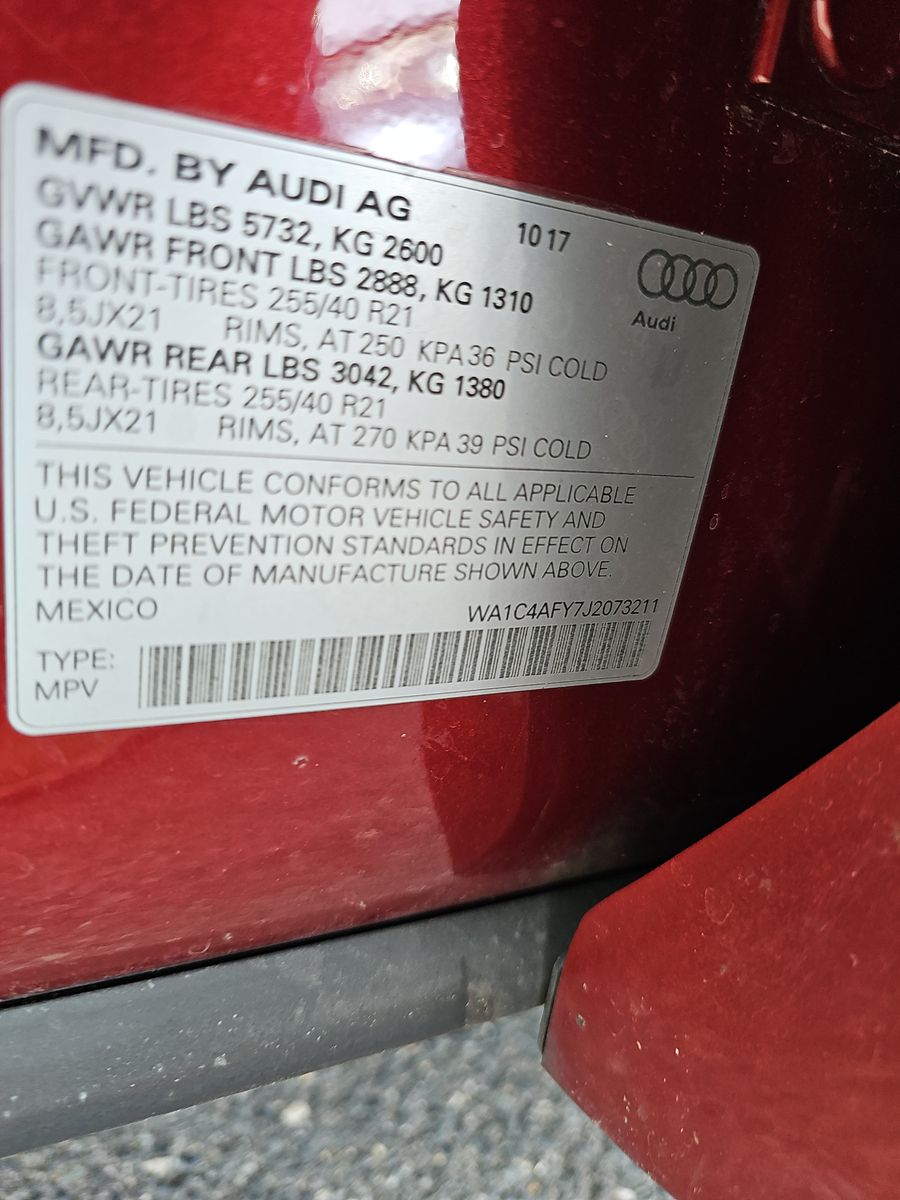 MFD. BY AUDI AG
10 17
GVWR LBS 5732, KG 2600
GAWR FRONT LBS 2888, KG 1310
FRONT-TIRES 255/40 R21
8,5JX21 RIMS, AT 250 KPA 36 PSI COLD
Audi
GAWR REAR LBS 3042, KG 1380
REAR-TIRES 255/40 R21
8,5JX21 RIMS, AT 270 KPA 39 PSI COLD
THIS VEHICLE CONFORMS TO ALL APPLICABLE
U.S. FEDERAL MOTOR VEHICLE SAFETY AND
THEFT PREVENTION STANDARDS IN EFFECT ON
THE DATE OF MANUFACTURE SHOWN ABOVE.
MEXICO WA1C4AFY7J2073211
TYPE:
MPV